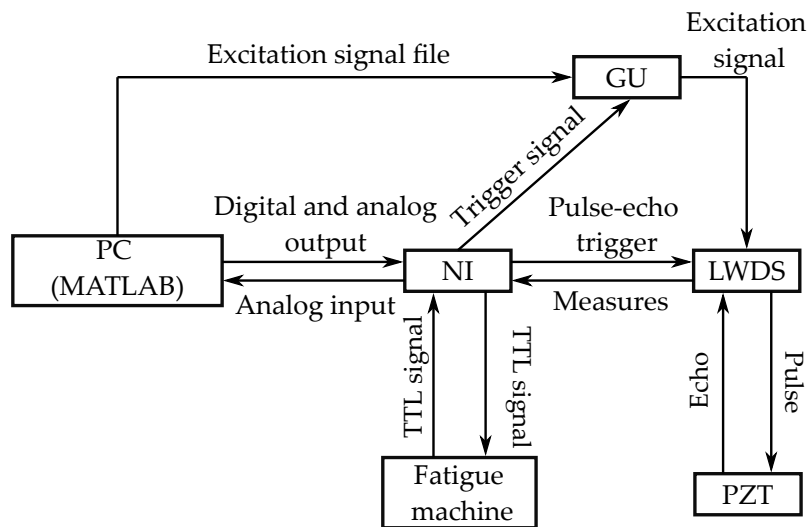 Excitation signal file
GU
Excitation
signal
Trigger signal
Digital and analog
output
Pulse-echo
trigger
PC
(MATLAB)
NI
LWDS
Analog input
Measures
TTL signal
TTL signal
Echo
Pulse
Fatigue
machine
PZT